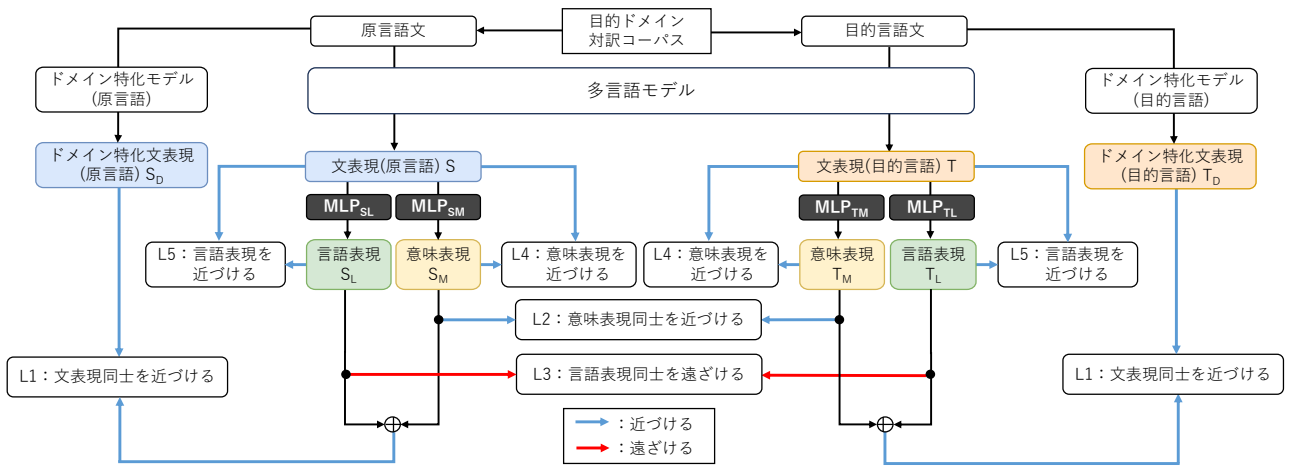 目的ドメイン
対訳コーパス
原言語文
目的言語文
ドメイン特化モデル
(原言語)
多言語モデル
ドメイン特化モデル
(目的言語)
ドメイン特化文表現
(原言語) S_D
文表現(原言語) S
文表現(目的言語) T
ドメイン特化文表現
(目的言語) T_D
MLP_SL
MLP_SM
MLP_TM
MLP_TL
L5：言語表現を
近づける
言語表現
S_L
意味表現
S_M
L4：意味表現を
近づける
L4：意味表現を
近づける
意味表現
T_M
言語表現
T_L
L5：言語表現を
近づける
L2：意味表現同士を近づける
L1：文表現同士を近づける
L3：言語表現同士を遠ざける
L1：文表現同士を近づける
：近づける
：遠ざける